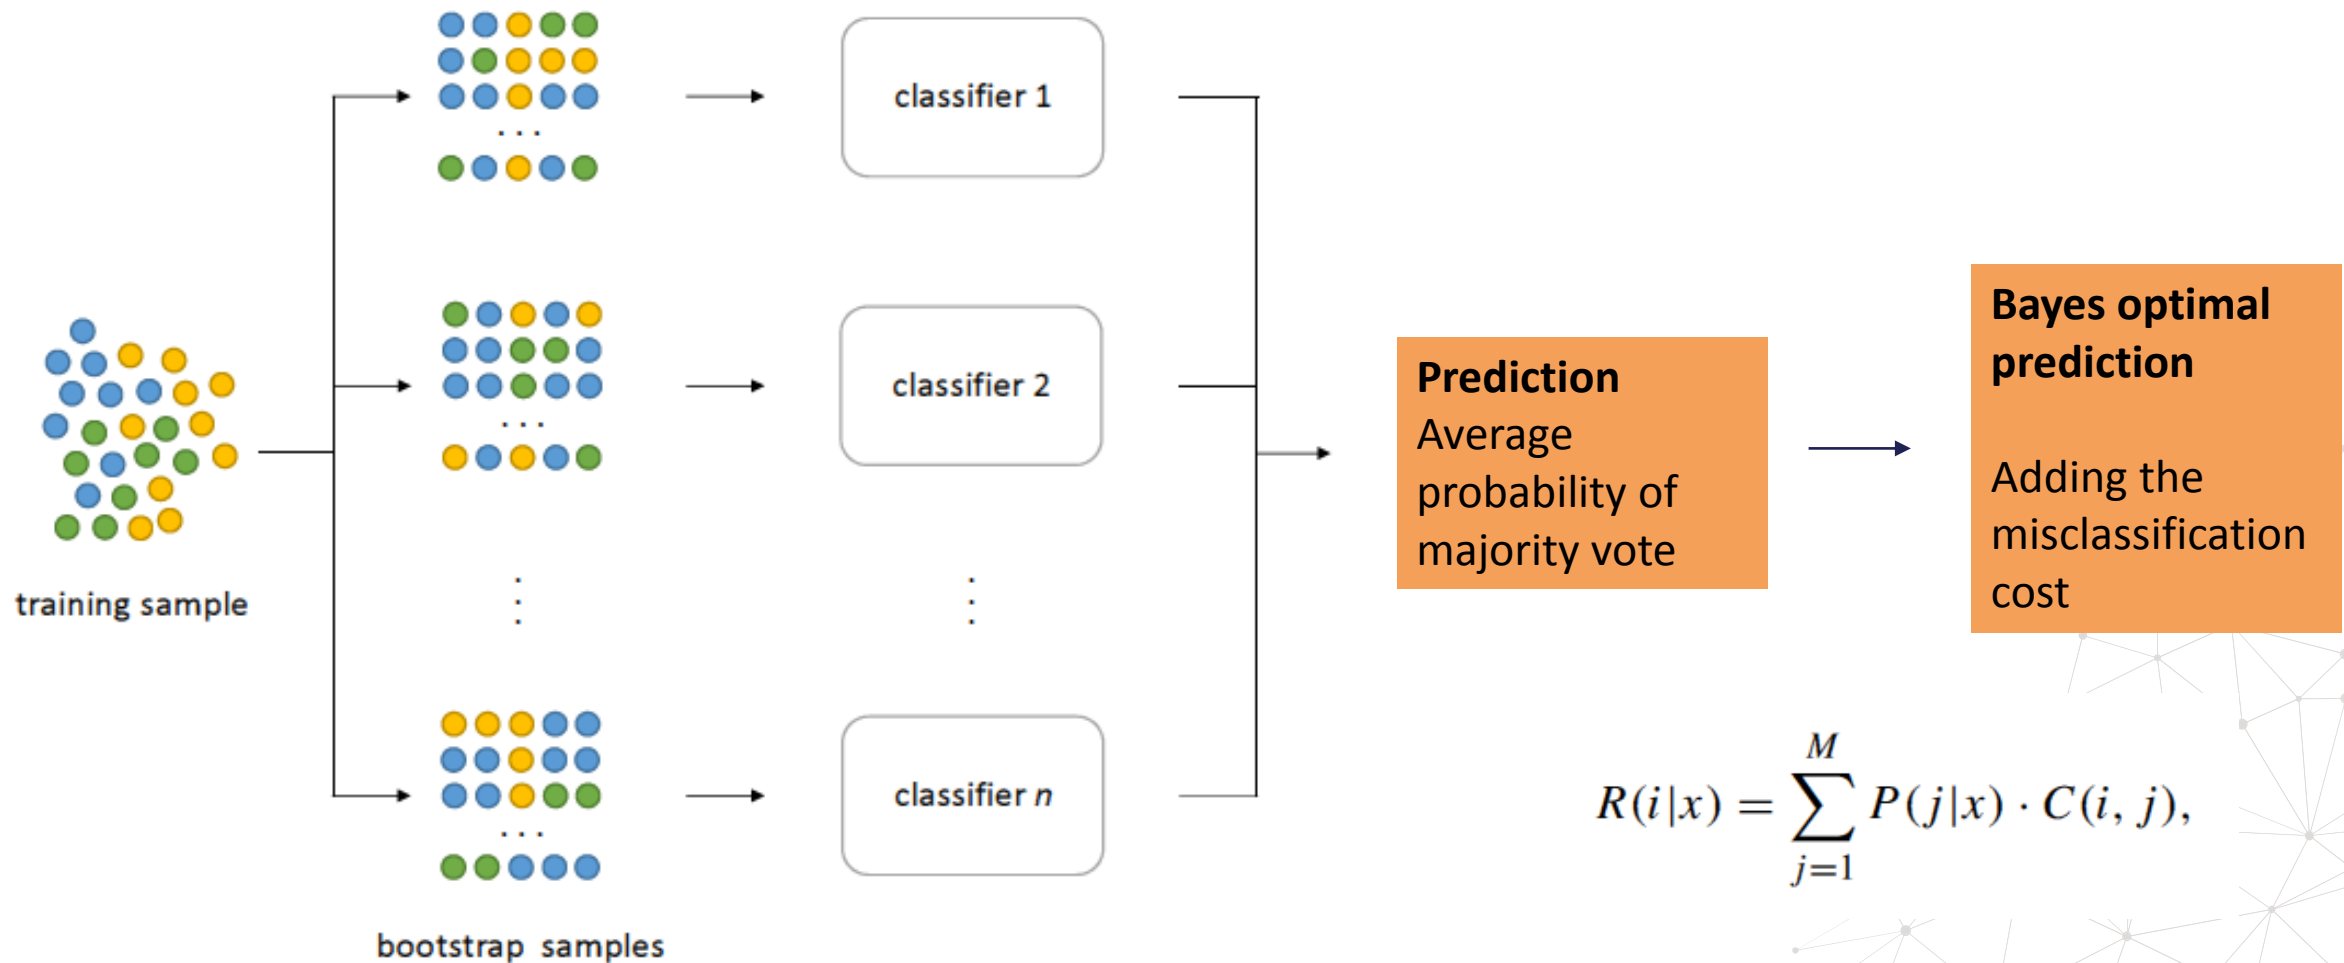 classifier 1
classifier 2
classifier n
training sample
bootstrap samples
Prediction
Average
probability of
majority vote
Bayes optimal
prediction
Adding the
misclassification
cost
R(i|x) = \sum_{j=1}^{M} P(j|x) · C(i, j),